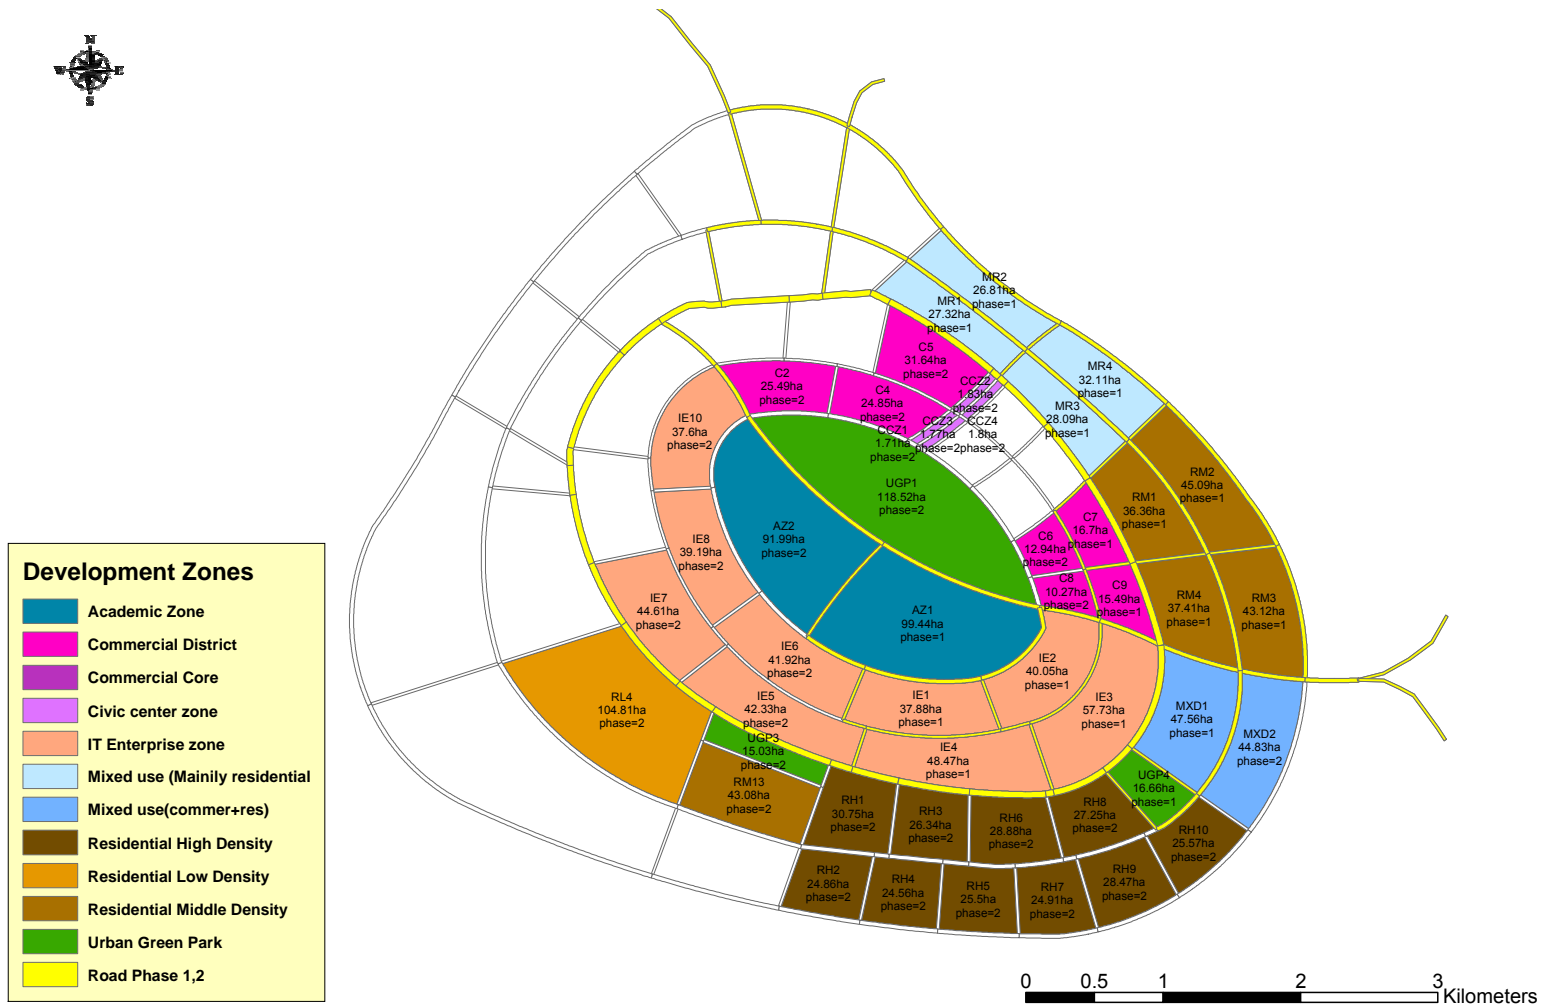 N
W E
S
MR2
26.81ha
phase=1
MR1
27.32ha
phase=1
C5
31.64ha
phase=2
MR4
32.11ha
phase=1
C2
25.49ha
phase=2
C4
24.85ha
phase=2
CCZ2
1.83ha
phase=2
MR3
28.09ha
phase=1
IE10
37.6ha
phase=2
CCZ1
1.71ha
phase=2
CCZ3
1.77ha
phase=2
CCZ4
1.8ha
phase=2
RM2
45.09ha
phase=1
UGP1
118.52ha
phase=2
RM1
36.36ha
phase=1
C7
16.7ha
phase=1
AZ2
91.99ha
phase=2
IE8
39.19ha
phase=2
C6
12.94ha
phase=2
C8
10.27ha
phase=2
C9
15.49ha
phase=1
RM4
37.41ha
phase=1
RM3
43.12ha
phase=1
IE7
44.61ha
phase=2
AZ1
99.44ha
phase=1
IE6
41.92ha
phase=2
IE2
40.05ha
phase=1
IE3
57.73ha
phase=1
RL4
104.81ha
phase=2
IE5
42.33ha
phase=2
IE1
37.88ha
phase=1
MXD1
47.56ha
phase=1
MXD2
44.83ha
phase=2
UGP3
15.03ha
phase=2
IE4
48.47ha
phase=1
UGP4
16.66ha
phase=1
RM13
43.08ha
phase=2
RH1
30.75ha
phase=2
RH3
26.34ha
phase=2
RH6
28.88ha
phase=2
RH8
27.25ha
phase=2
RH10
25.57ha
phase=2
RH2
24.86ha
phase=2
RH4
24.56ha
phase=2
RH5
25.5ha
phase=2
RH7
24.91ha
phase=2
RH9
28.47ha
phase=2
Development Zones
Academic Zone
Commercial District
Commercial Core
Civic center zone
IT Enterprise zone
Mixed use (Mainily residential
Mixed use(commer+res)
Residential High Density
Residential Low Density
Residential Middle Density
Urban Green Park
Road Phase 1,2
0 0.5 1 2 3
Kilometers